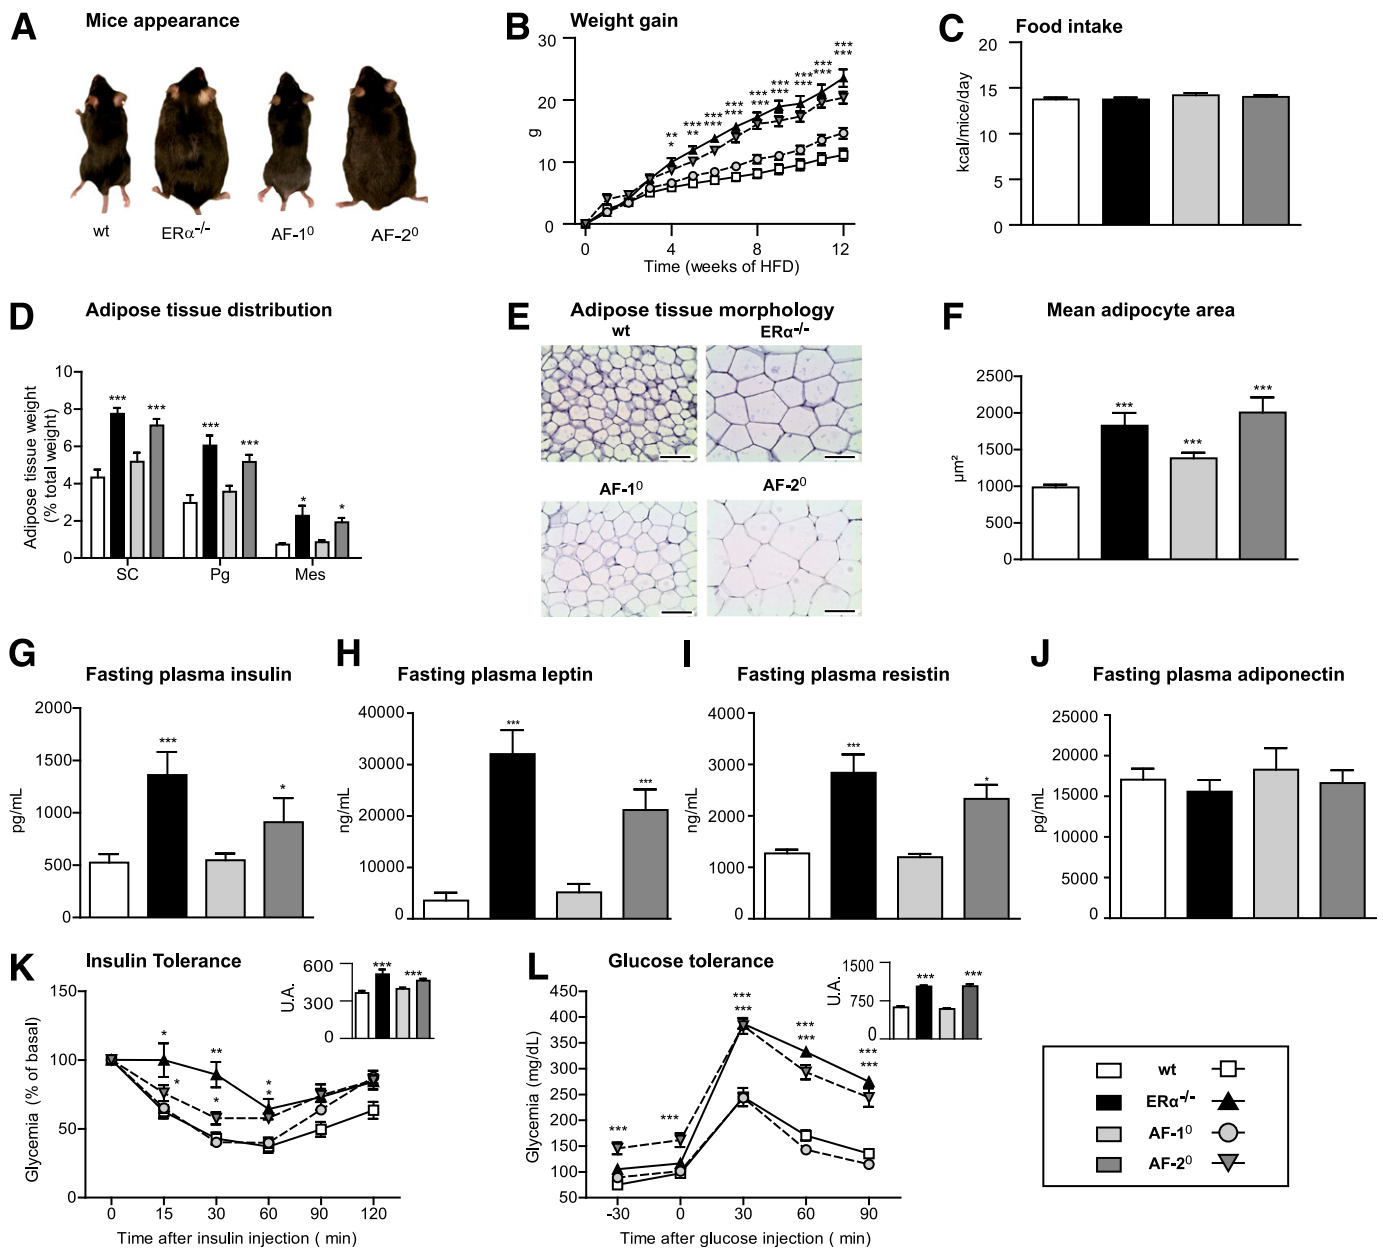 A Mice appearance
wt ERα-/- AF-1⁰ AF-2⁰
B Weight gain
g
30
20
10
0
*** *** *** *** *** *** *** *** **
*** *** *** *** *** *** *** ** *
0 4 8 12
Time (weeks of HFD)
C Food intake
kcal/mice/day
20
15
10
5
0
D Adipose tissue distribution
Adipose tissue weight
(% total weight)
10
8
6
4
2
0
*** *** *** *** * *
SC Pg Mes
E Adipose tissue morphology
wt ERα-/-
AF-1⁰ AF-2⁰
F Mean adipocyte area
µm²
2500
2000
1500
1000
500
0
*** *** ***
G Fasting plasma insulin
pg/mL
2000
1500
1000
500
0
*** *
H Fasting plasma leptin
ng/mL
40000
30000
20000
10000
0
*** ***
I Fasting plasma resistin
ng/mL
4000
3000
2000
1000
0
*** *
J Fasting plasma adiponectin
pg/mL
25000
20000
15000
10000
5000
0
K Insulin Tolerance
Glycemia (% of basal)
150
100
50
0
* ** *
* * *
0 15 30 60 90 120
Time after insulin injection ( min)
U.A.
600
300
0
*** ***
L Glucose tolerance
Glycemia (mg/dL)
450
400
350
300
250
200
150
100
50
*** *** *** *** ***
*** *** ***
-30 0 30 60 90
Time after glucose injection ( min)
U.A.
1500
750
0
*** ***
wt
ERα-/-
AF-1⁰
AF-2⁰